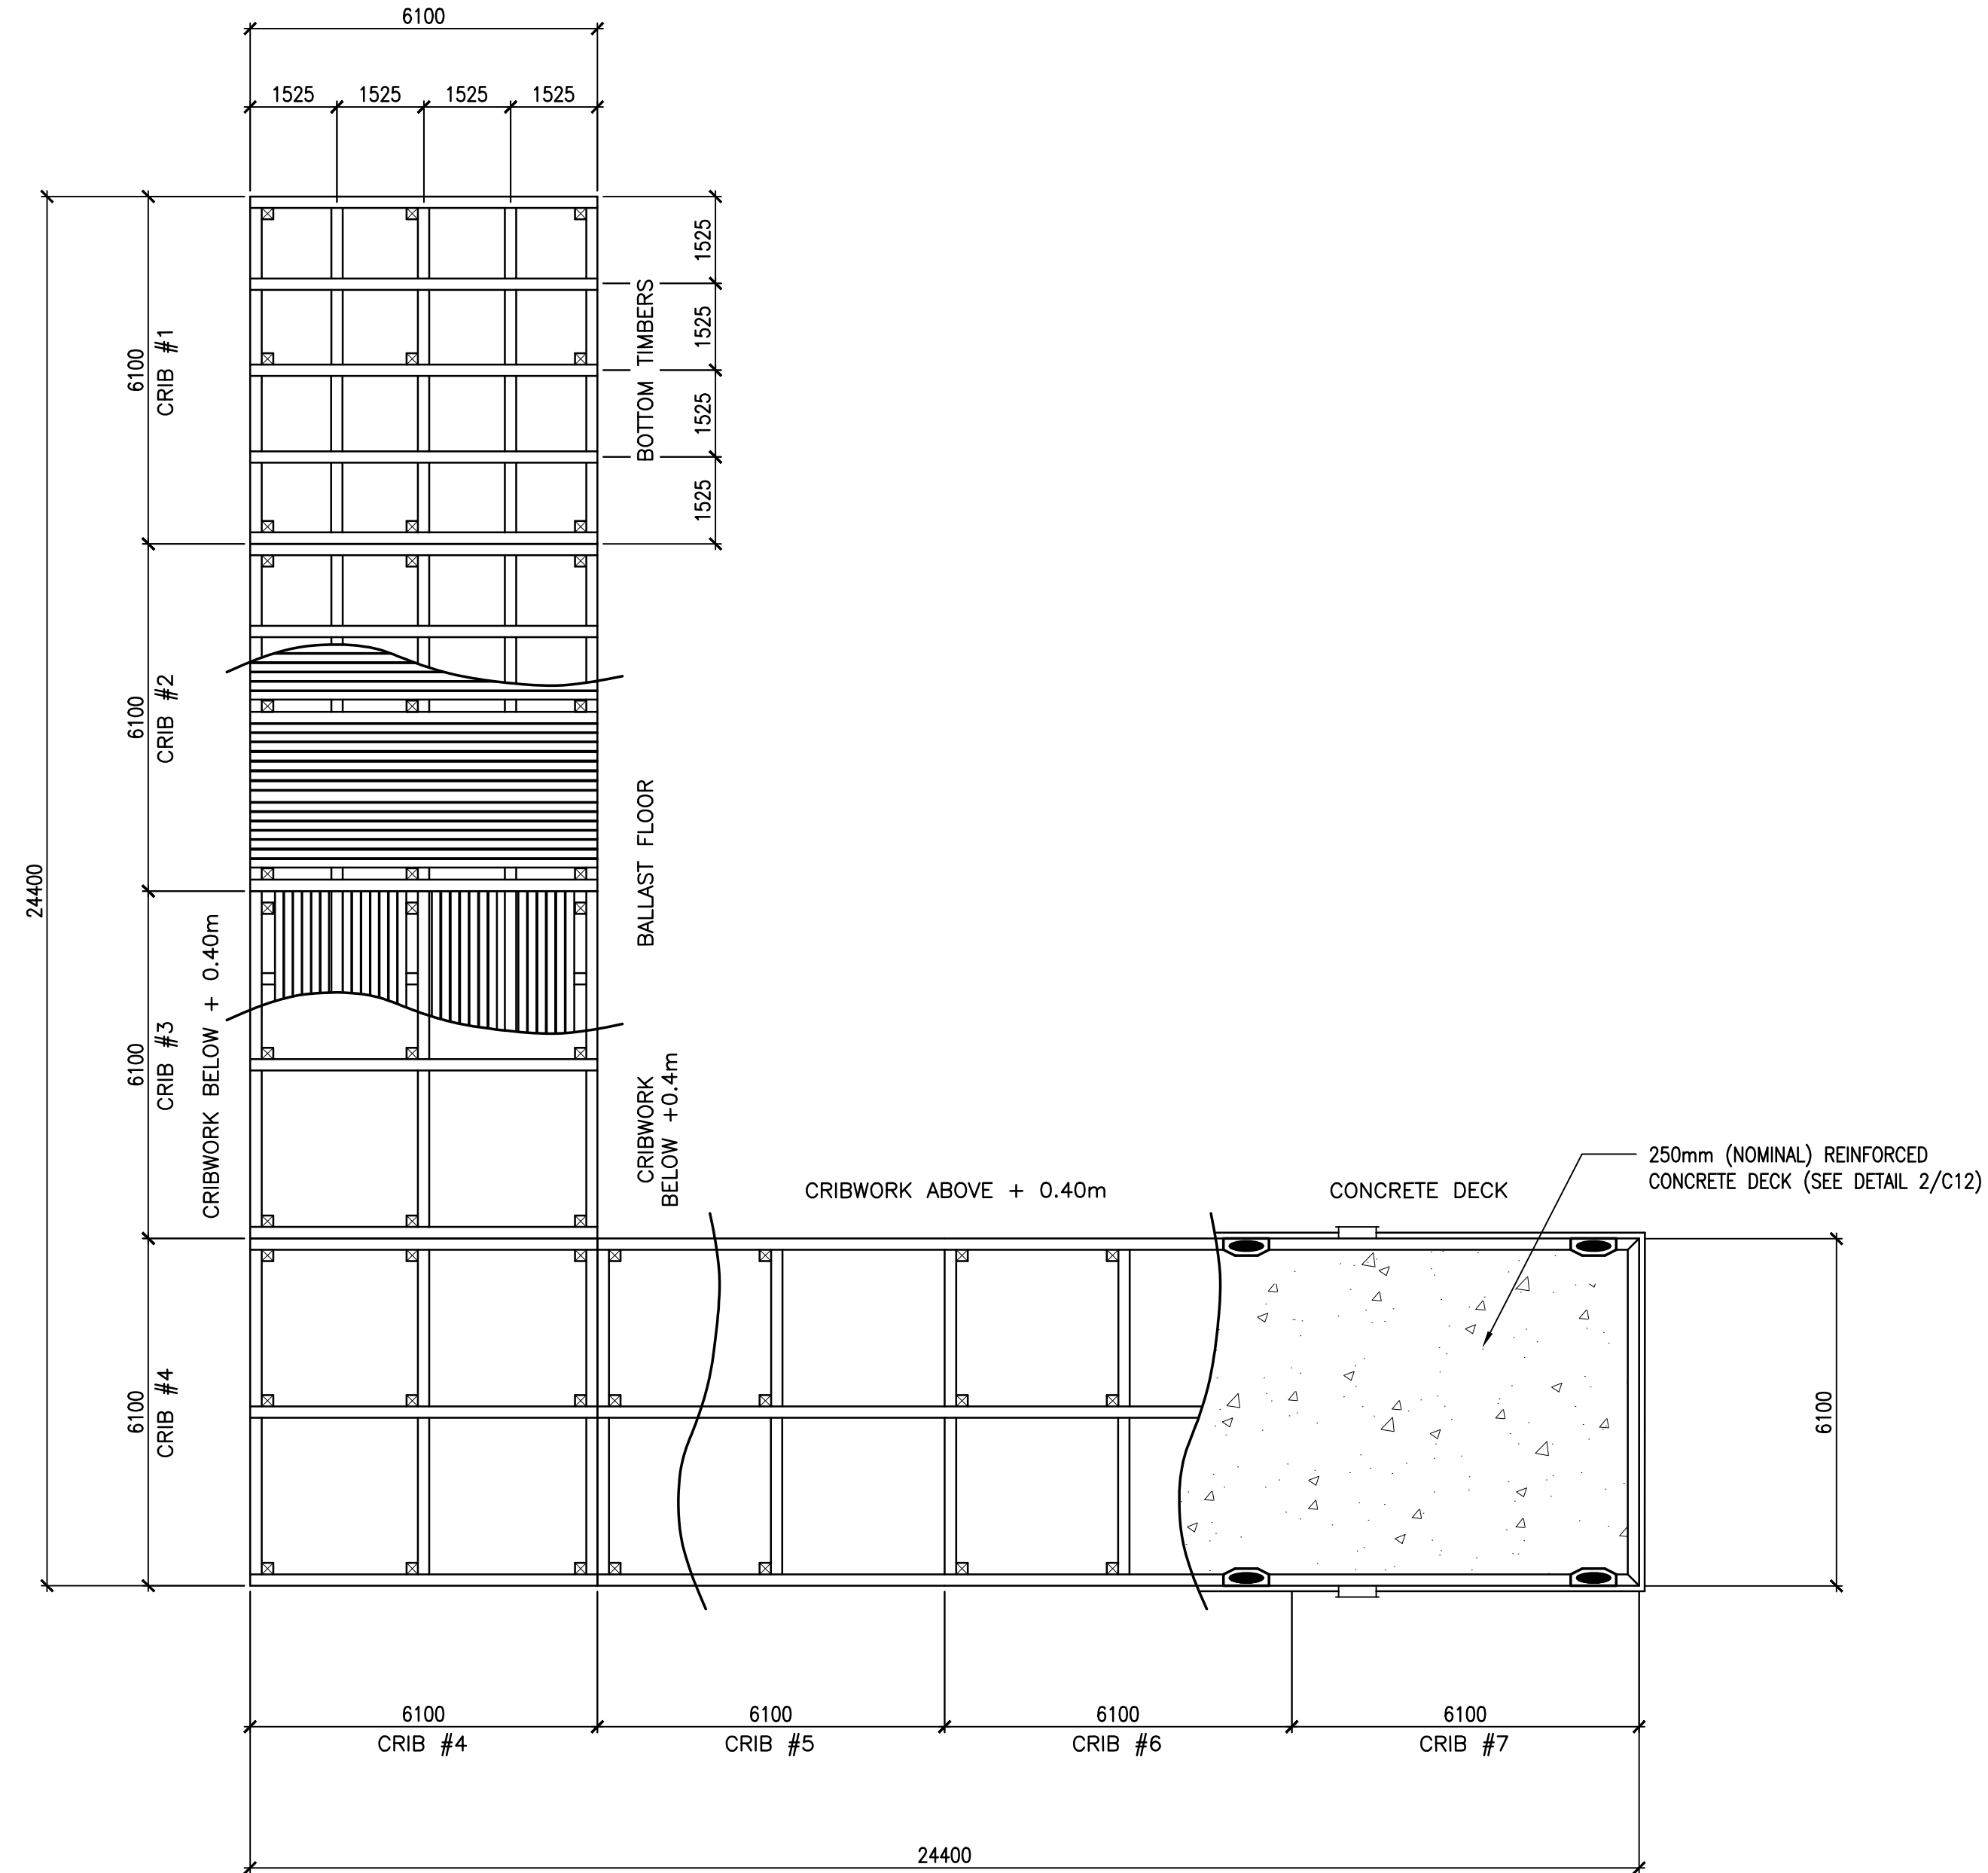 6100
1525 1525 1525 1525
1525
1525
1525
1525
BOTTOM TIMBERS
6100
CRIB #1
6100
CRIB #2
24400
BALLAST FLOOR
CRIBWORK BELOW + 0.40m
6100
CRIB #3
CRIBWORK
BELOW +0.4m
CRIBWORK ABOVE + 0.40m
CONCRETE DECK
250mm (NOMINAL) REINFORCED
CONCRETE DECK (SEE DETAIL 2/C12)
6100
CRIB #4
6100
6100 6100 6100 6100
CRIB #4 CRIB #5 CRIB #6 CRIB #7
24400